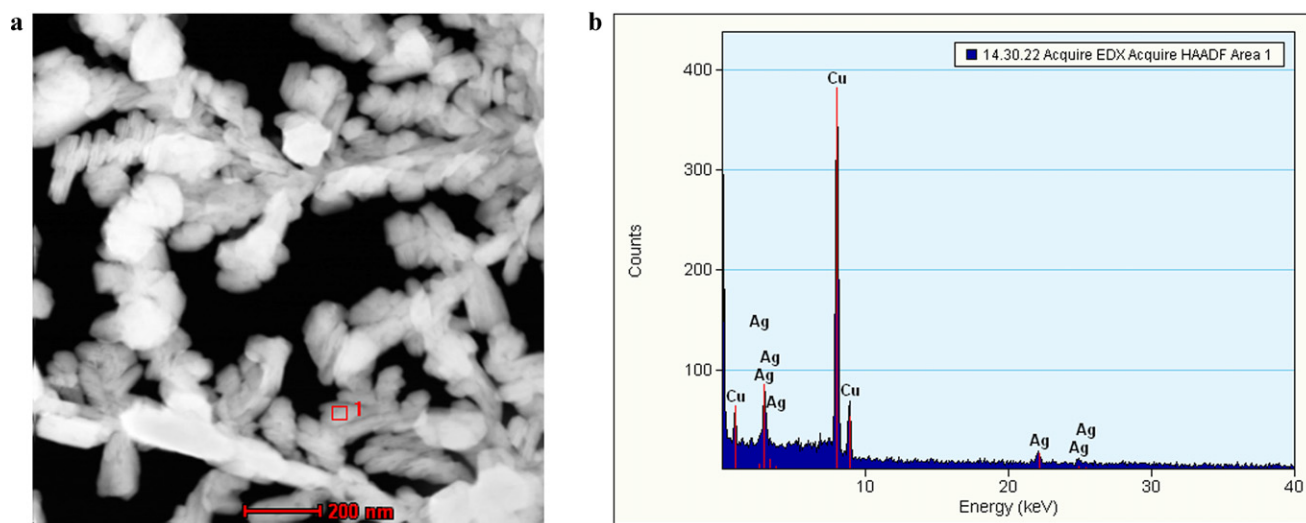 a
1
200 nm
b
14.30.22 Acquire EDX Acquire HAADF Area 1
Counts
400
300
200
100
Cu
Ag
Ag
Ag
Ag
Cu
Cu
Ag
Ag
Ag
10
20
30
40
Energy (keV)